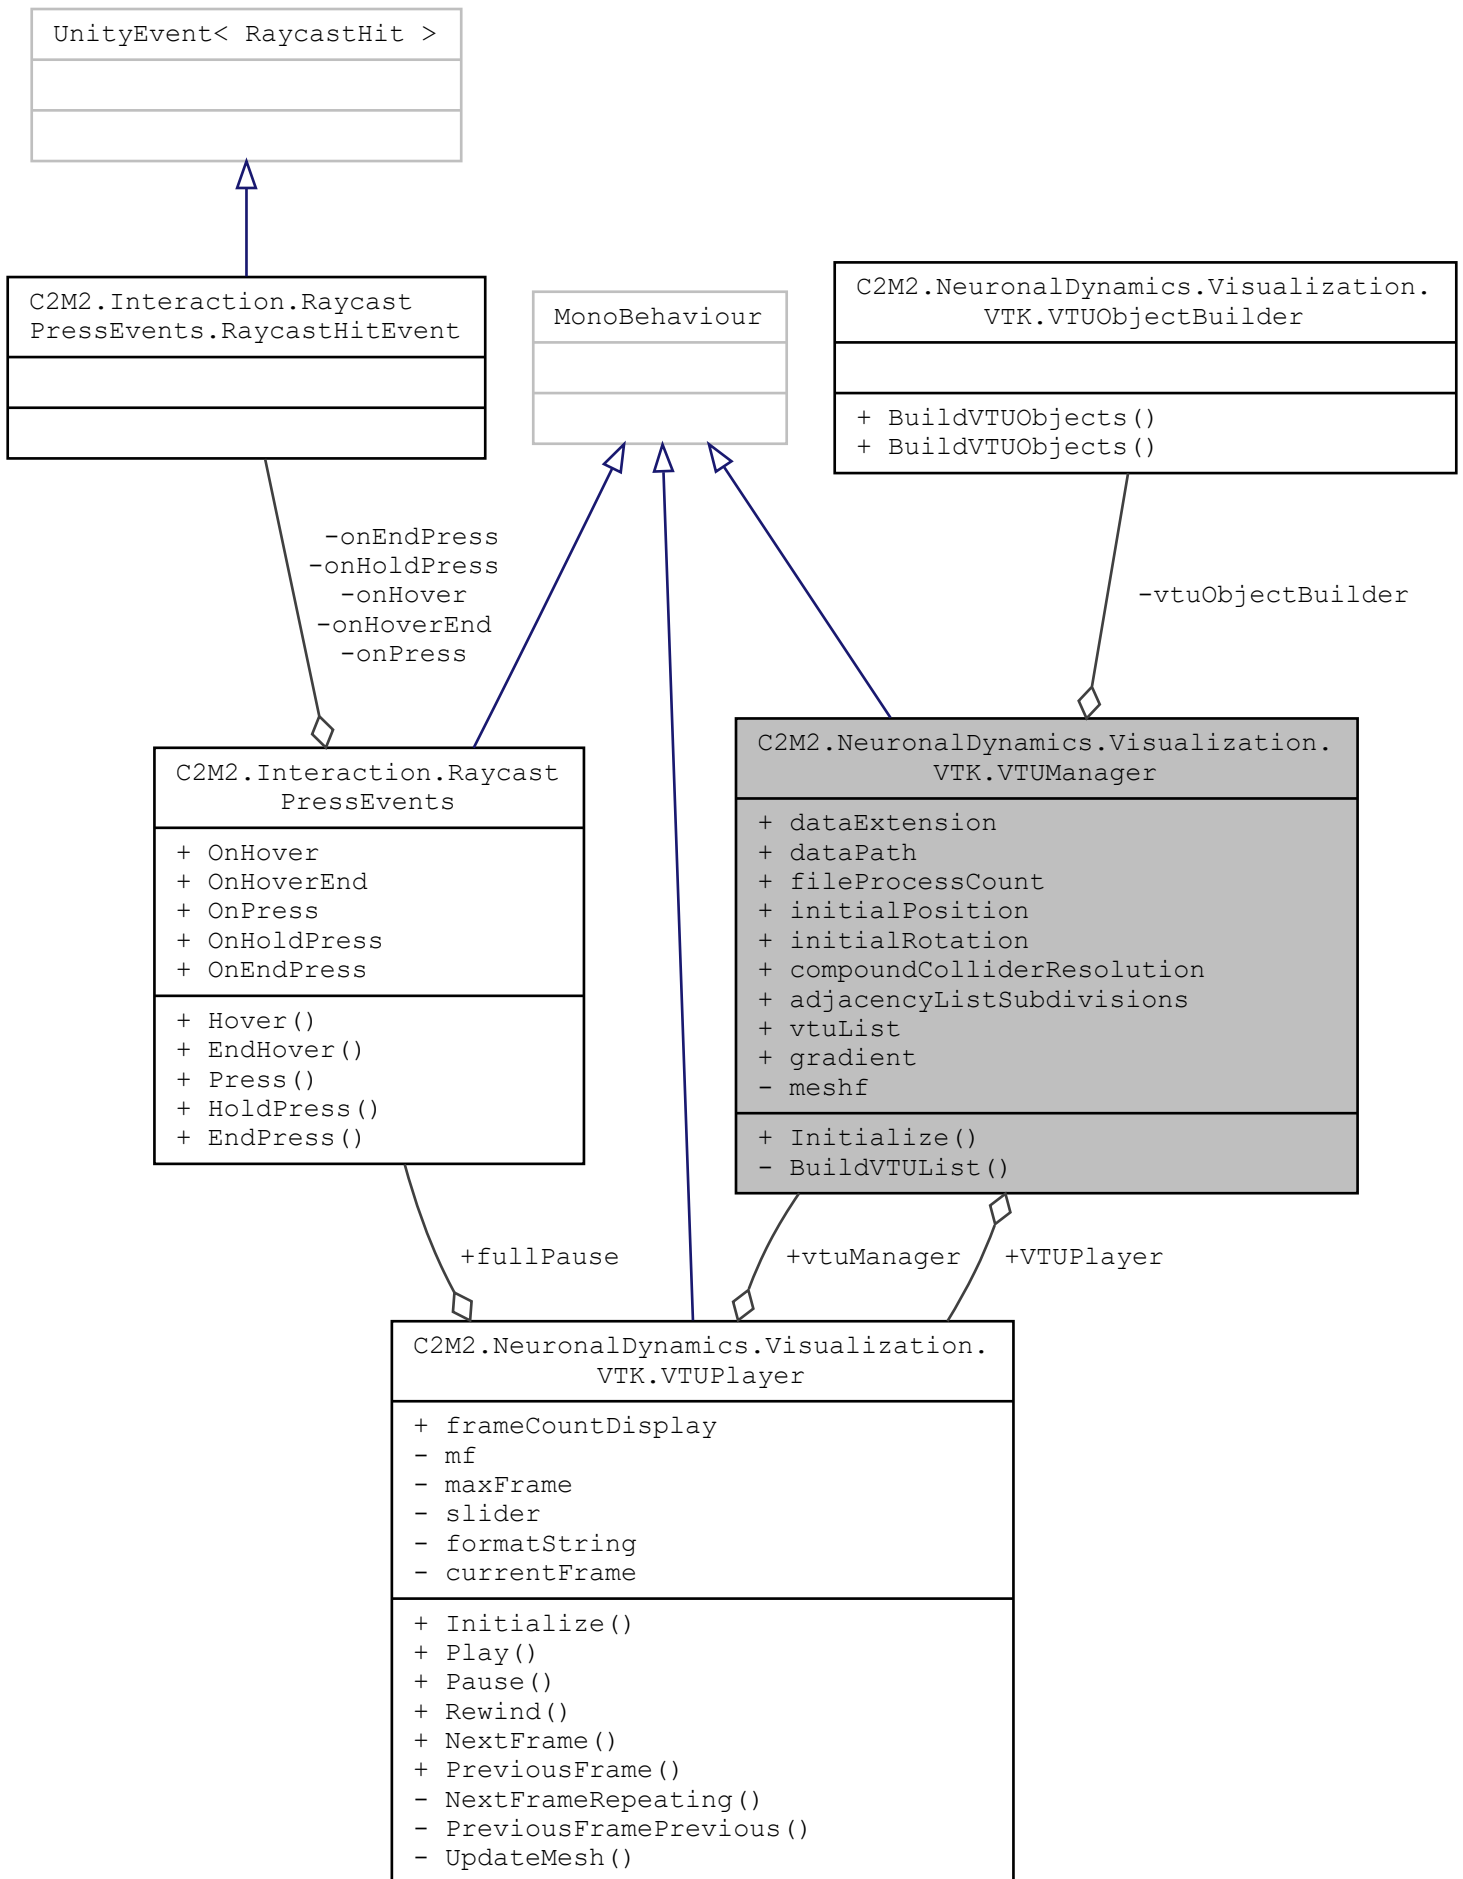 UnityEvent< RaycastHit >
C2M2.Interaction.Raycast
PressEvents.RaycastHitEvent
MonoBehaviour
C2M2.NeuronalDynamics.Visualization.
VTK.VTUObjectBuilder
+ BuildVTUObjects()
+ BuildVTUObjects()
-onEndPress
-onHoldPress
-onHover
-onHoverEnd
-onPress
-vtuObjectBuilder
C2M2.Interaction.Raycast
PressEvents
+ OnHover
+ OnHoverEnd
+ OnPress
+ OnHoldPress
+ OnEndPress
+ Hover()
+ EndHover()
+ Press()
+ HoldPress()
+ EndPress()
C2M2.NeuronalDynamics.Visualization.
VTK.VTUManager
+ dataExtension
+ dataPath
+ fileProcessCount
+ initialPosition
+ initialRotation
+ compoundColliderResolution
+ adjacencyListSubdivisions
+ vtuList
+ gradient
- meshf
+ Initialize()
- BuildVTUList()
+fullPause
+vtuManager
+VTUPlayer
C2M2.NeuronalDynamics.Visualization.
VTK.VTUPlayer
+ frameCountDisplay
- mf
- maxFrame
- slider
- formatString
- currentFrame
+ Initialize()
+ Play()
+ Pause()
+ Rewind()
+ NextFrame()
+ PreviousFrame()
- NextFrameRepeating()
- PreviousFramePrevious()
- UpdateMesh()